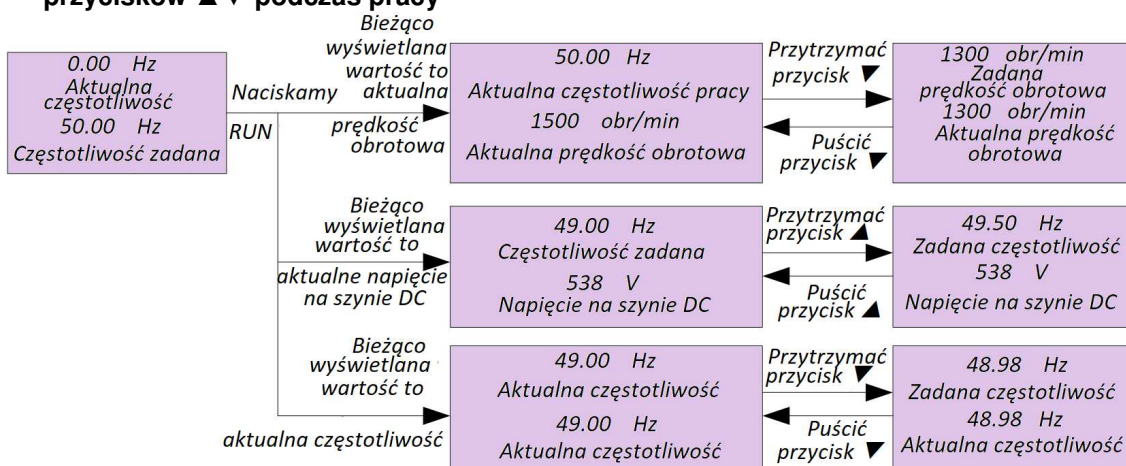 przycisków ▲▼ podczas pracy
0.00 Hz
Aktualna
częstotliwość
50.00 Hz
Częstotliwość zadana
Naciskamy
RUN
Bieżąco
wyświetlana
wartość to
aktualna
prędkość
obrotowa
50.00 Hz
Aktualna częstotliwość pracy
1500 obr/min
Aktualna prędkość obrotowa
Przytrzymać
przycisk ▼
Puścić
przycisk ▼
1300 obr/min
Zadana
prędkość obrotowa
1300 obr/min
Aktualna prędkość
obrotowa
Bieżąco
wyświetlana
wartość to
aktualne napięcie
na szynie DC
49.00 Hz
Częstotliwość zadana
538 V
Napięcie na szynie DC
Przytrzymać
przycisk ▲
Puścić
przycisk ▲
49.50 Hz
Zadana częstotliwość
538 V
Napięcie na szynie DC
Bieżąco
wyświetlana
wartość to
aktualna częstotliwość
49.00 Hz
Aktualna częstotliwość
49.00 Hz
Aktualna częstotliwość
Przytrzymać
przycisk ▼
Puścić
przycisk ▼
48.98 Hz
Zadana częstotliwość
48.98 Hz
Aktualna częstotliwość